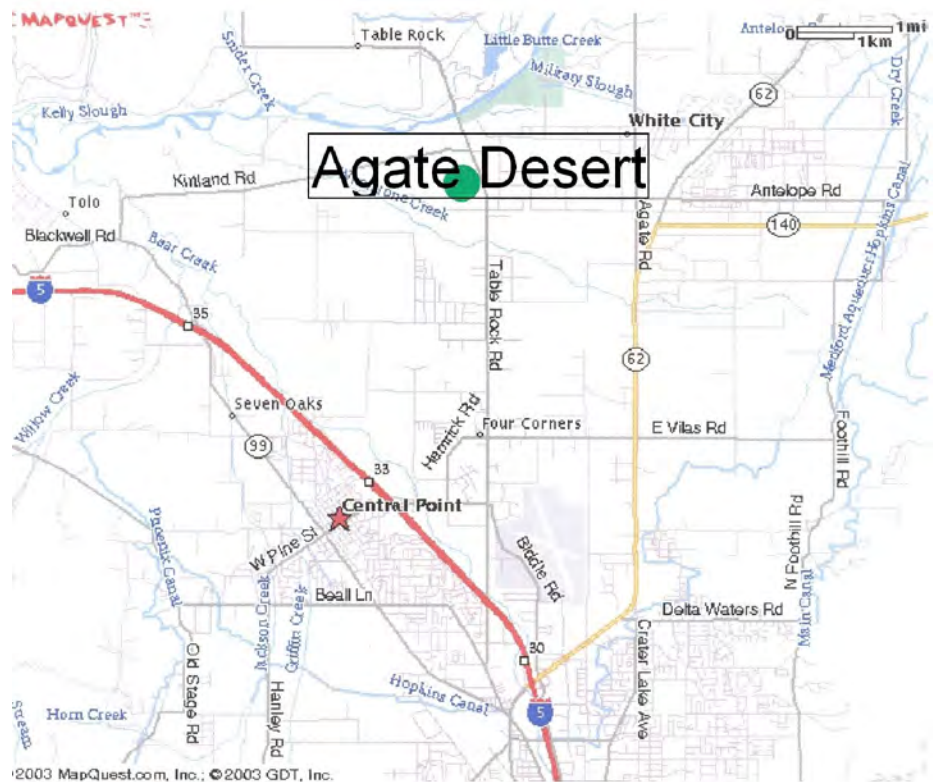 MAPQUEST
Table Rock
Snider Creek
Little Butte Creek
Military Slough
0
1mi
1km
Dry Creek
Kelly Slough
62
White City
Agate Desert
Kinland Rd
Creek
Tolo
Antelope Rd
Blackwell Rd
140
Bear Creek
Agate Rd
Medford Aqueduct Hopkins Canal
5
Table Rock Rd
35
62
Willow Creek
Seven Oaks
Hemrick Rd
Four Corners
E Vilas Rd
Foothill Rd
99
33
Central Point
Phoenix Canal
W Pine St
N Foothill Rd
Biddle Rd
Beall Ln
Main Canal
Delta Waters Rd
Jackson Creek
Griffin Creek
Old Stage Rd
30
Crater Lake Ave
Hopkins Canal
Hanley Rd
5
Horn Creek
Stream
2003 MapQuest.com, Inc.; ©2003 GDT, Inc.